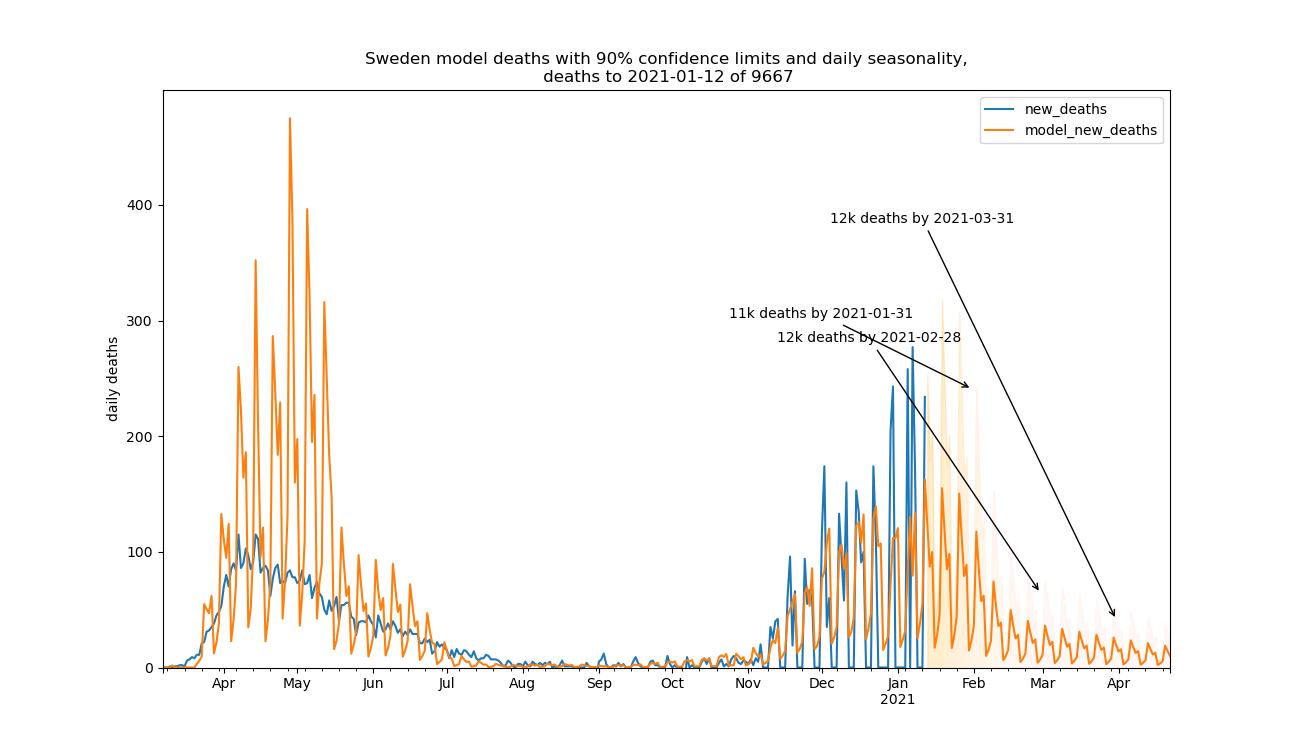 Sweden model deaths with 90% confidence limits and daily seasonality,
deaths to 2021-01-12 of 9667
new_deaths
model_new_deaths
daily deaths
400
300
200
100
0
12k deaths by 2021-03-31
11k deaths by 2021-01-31
12k deaths by 2021-02-28
Apr May Jun Jul Aug Sep Oct Nov Dec Jan Feb Mar Apr
2021